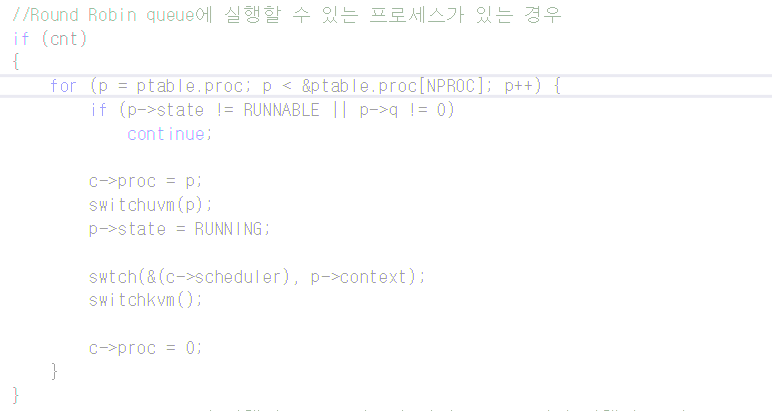 //Round Robin queue에 실행할 수 있는 프로세스가 있는 경우
if (cnt)
{
    for (p = ptable.proc; p < &ptable.proc[NPROC]; p++) {
        if (p->state != RUNNABLE || p->q != 0)
            continue;

        c->proc = p;
        switchuvm(p);
        p->state = RUNNING;

        swtch(&(c->scheduler), p->context);
        switchkvm();

        c->proc = 0;
    }
}